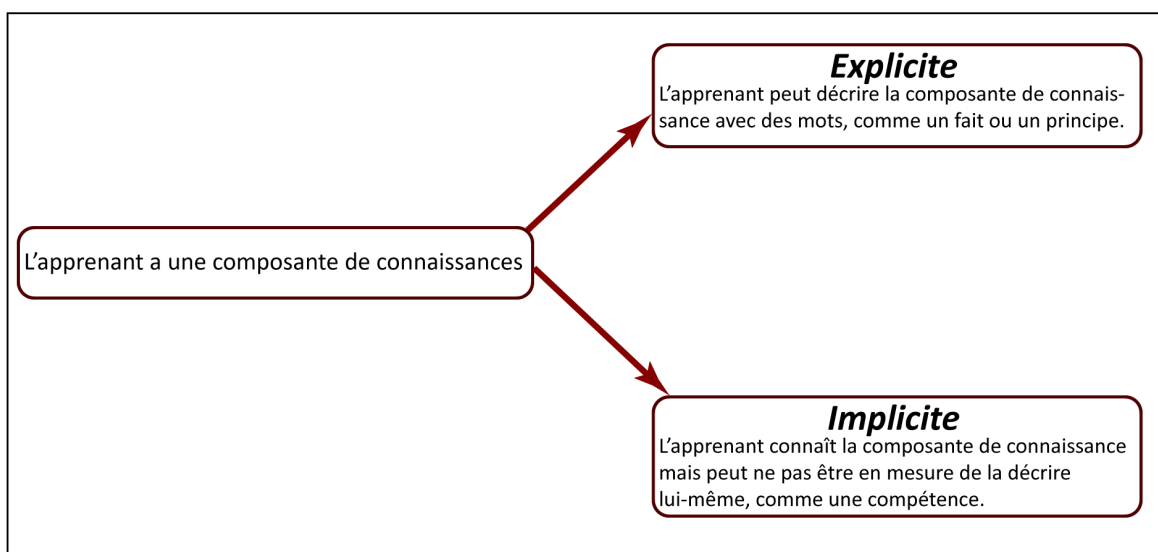 Explicite
L’apprenant peut décrire la composante de connais-
sance avec des mots, comme un fait ou un principe.
L’apprenant a une composante de connaissances
Implicite
L’apprenant connaît la composante de connaissance
mais peut ne pas être en mesure de la décrire
lui-même, comme une compétence.